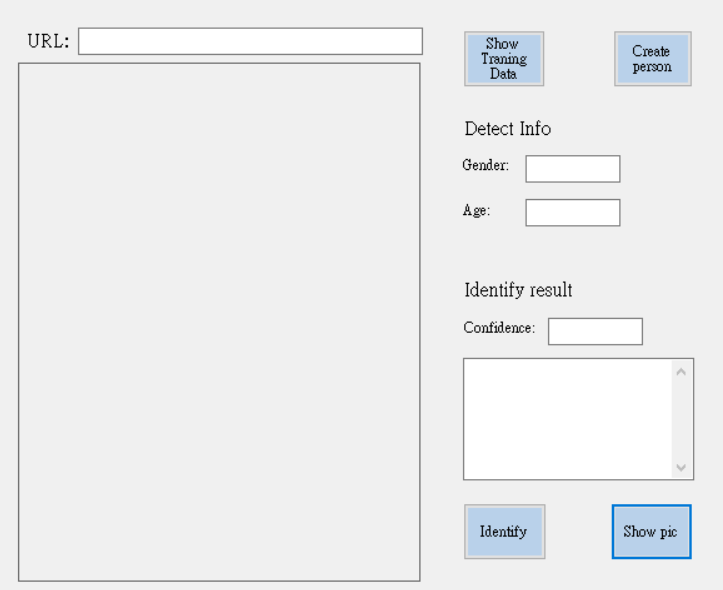 URL:
Show
Traning
Data
Create
person
Detect Info
Gender:
Age:
Identify result
Confidence:
Identify
Show pic